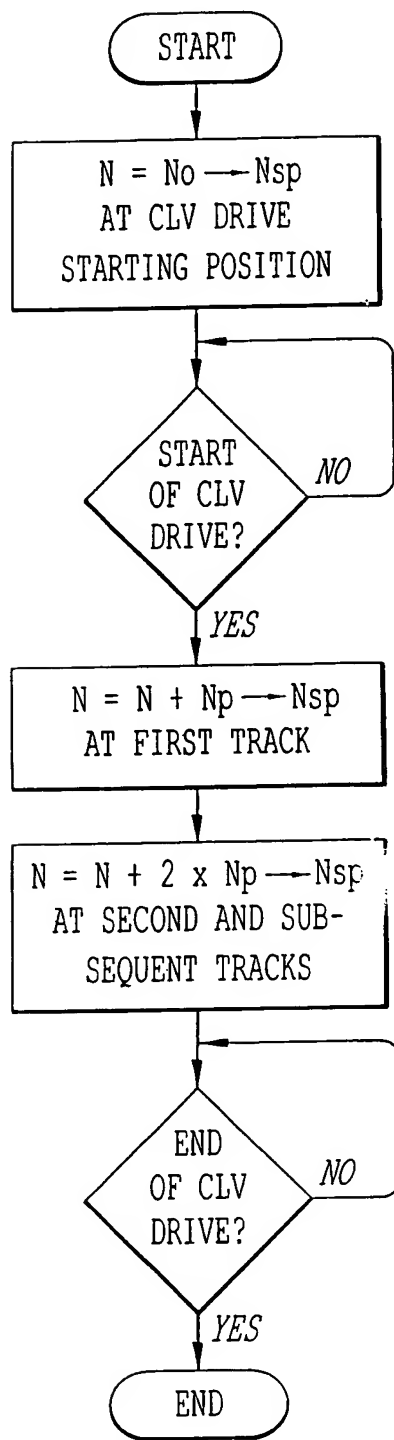 START
N = No → Nsp
AT CLV DRIVE
STARTING POSITION
START
OF CLV
DRIVE?
NO
YES
N = N + Np → Nsp
AT FIRST TRACK
N = N + 2 x Np → Nsp
AT SECOND AND SUB-
SEQUENT TRACKS
END
OF CLV
DRIVE?
NO
YES
END